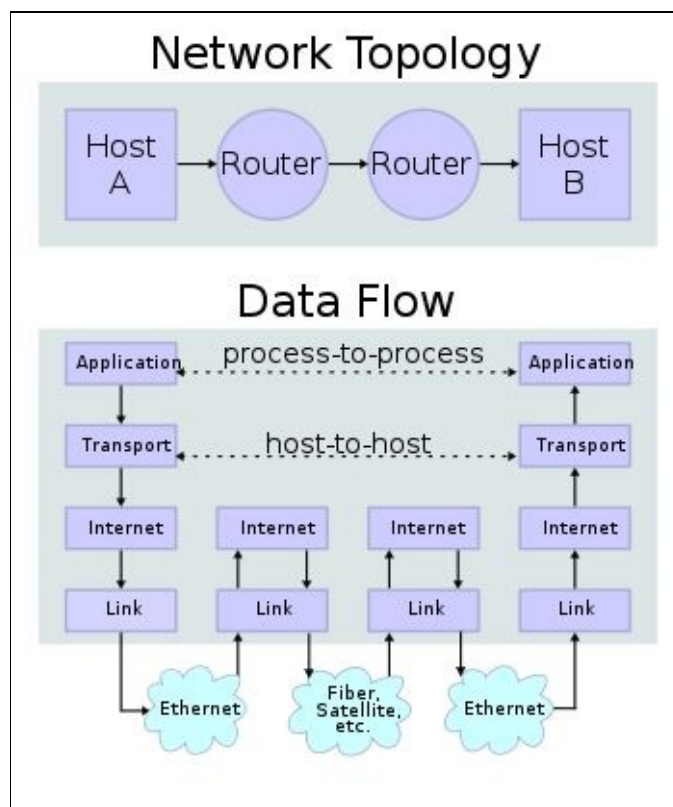 Network Topology
Host
A
Router
Router
Host
B
Data Flow
Application
process-to-process
Application
Transport
host-to-host
Transport
Internet
Internet
Internet
Internet
Link
Link
Link
Link
Ethernet
Fiber,
Satellite,
etc.
Ethernet